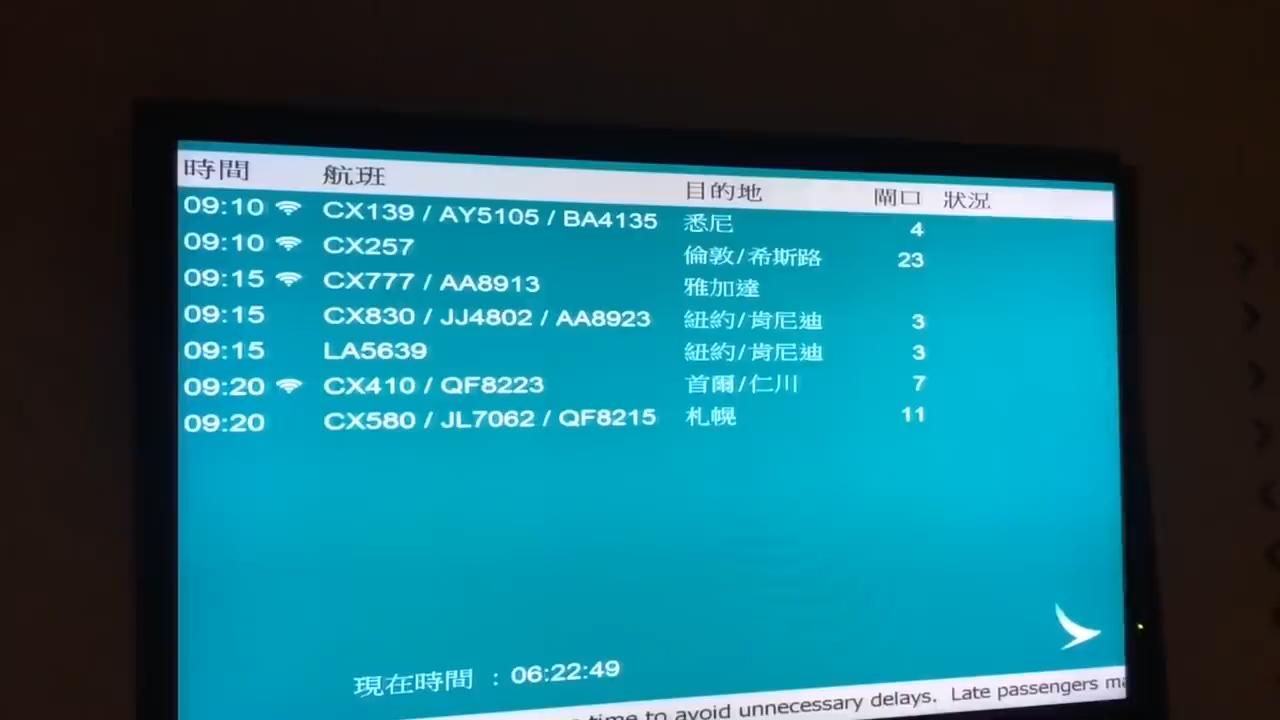 時間 航班 目的地 閘口 狀況
09:10 CX139 / AY5105 / BA4135 悉尼 4
09:10 CX257 倫敦/希斯路 23
09:15 CX777 / AA8913 雅加達
09:15 CX830 / JJ4802 / AA8923 紐約/肯尼迪 3
09:15 LA5639 紐約/肯尼迪 3
09:20 CX410 / QF8223 首爾/仁川 7
09:20 CX580 / JL7062 / QF8215 札幌 11
現在時間 : 06:22:49
time to avoid unnecessary delays. Late passengers